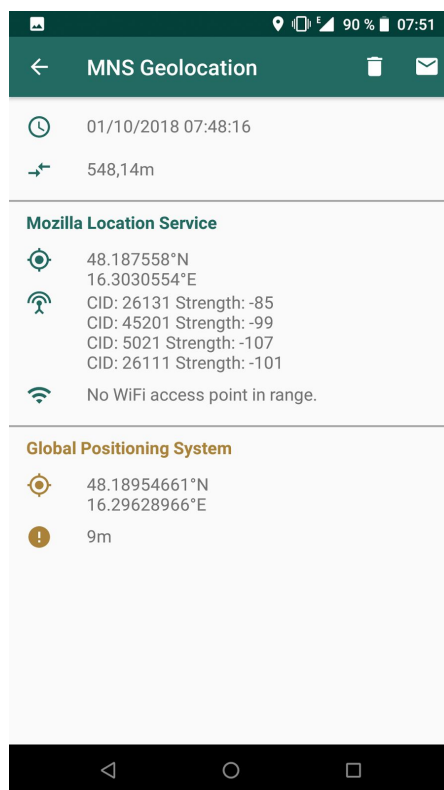 E 90 % 07:51
MNS Geolocation
01/10/2018 07:48:16
548,14m
Mozilla Location Service
48.187558°N
16.3030554°E
CID: 26131 Strength: -85
CID: 45201 Strength: -99
CID: 5021 Strength: -107
CID: 26111 Strength: -101
No WiFi access point in range.
Global Positioning System
48.18954661°N
16.29628966°E
9m